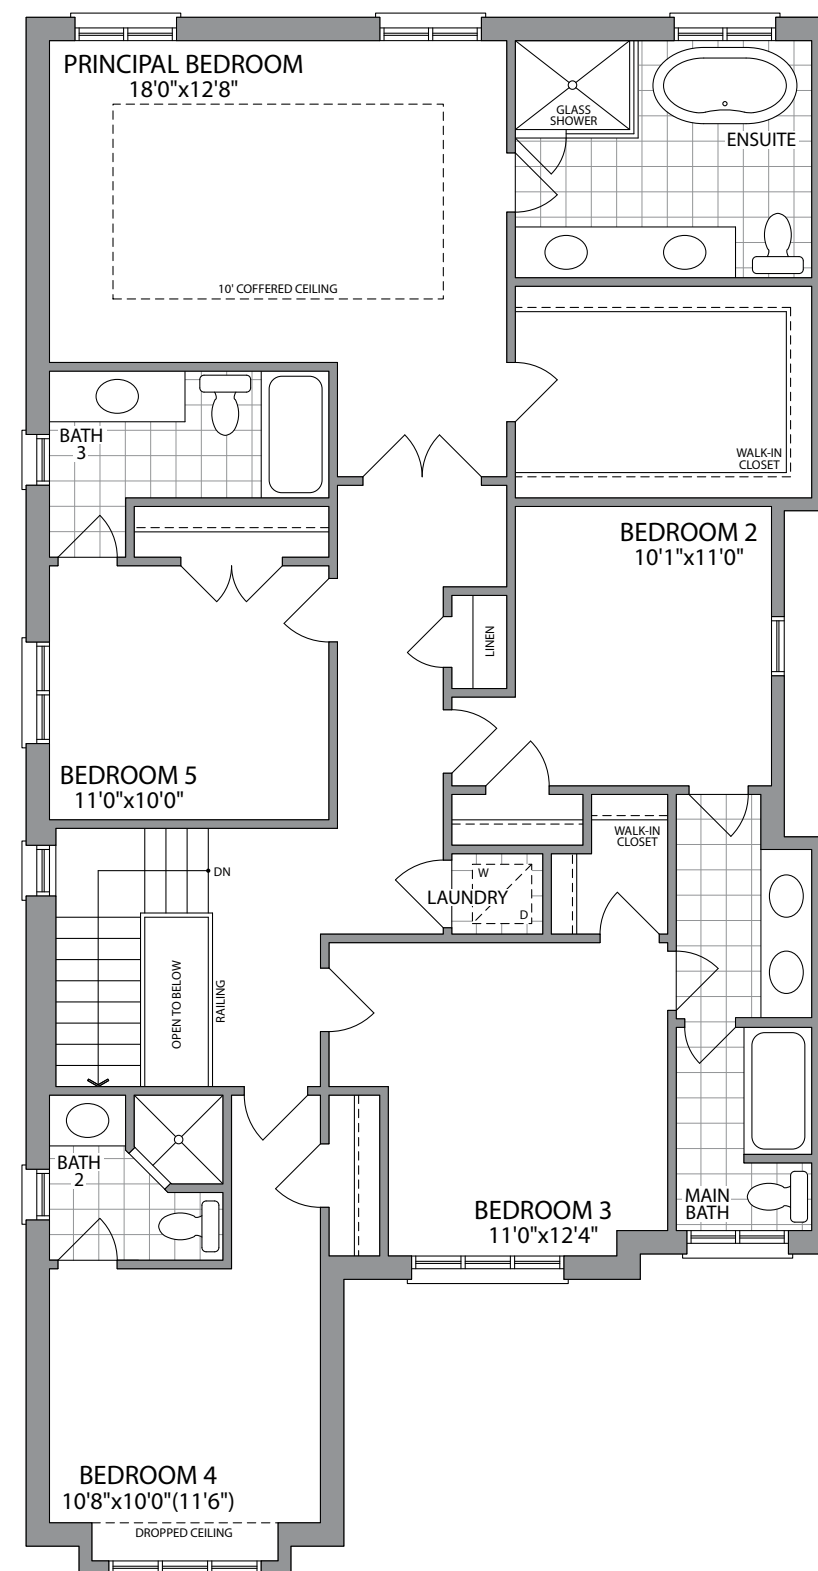 PRINCIPAL BEDROOM
18'0"x12'8"
10' COFFERED CEILING
GLASS
SHOWER
ENSUITE
WALK-IN
CLOSET
BATH
3
BEDROOM 2
10'1"x11'0"
LINEN
BEDROOM 5
11'0"x10'0"
WALK-IN
CLOSET
DN
W
LAUNDRY
D
OPEN TO BELOW
RAILING
BATH
2
MAIN
BATH
BEDROOM 3
11'0"x12'4"
BEDROOM 4
10'8"x10'0"(11'6")
DROPPED CEILING